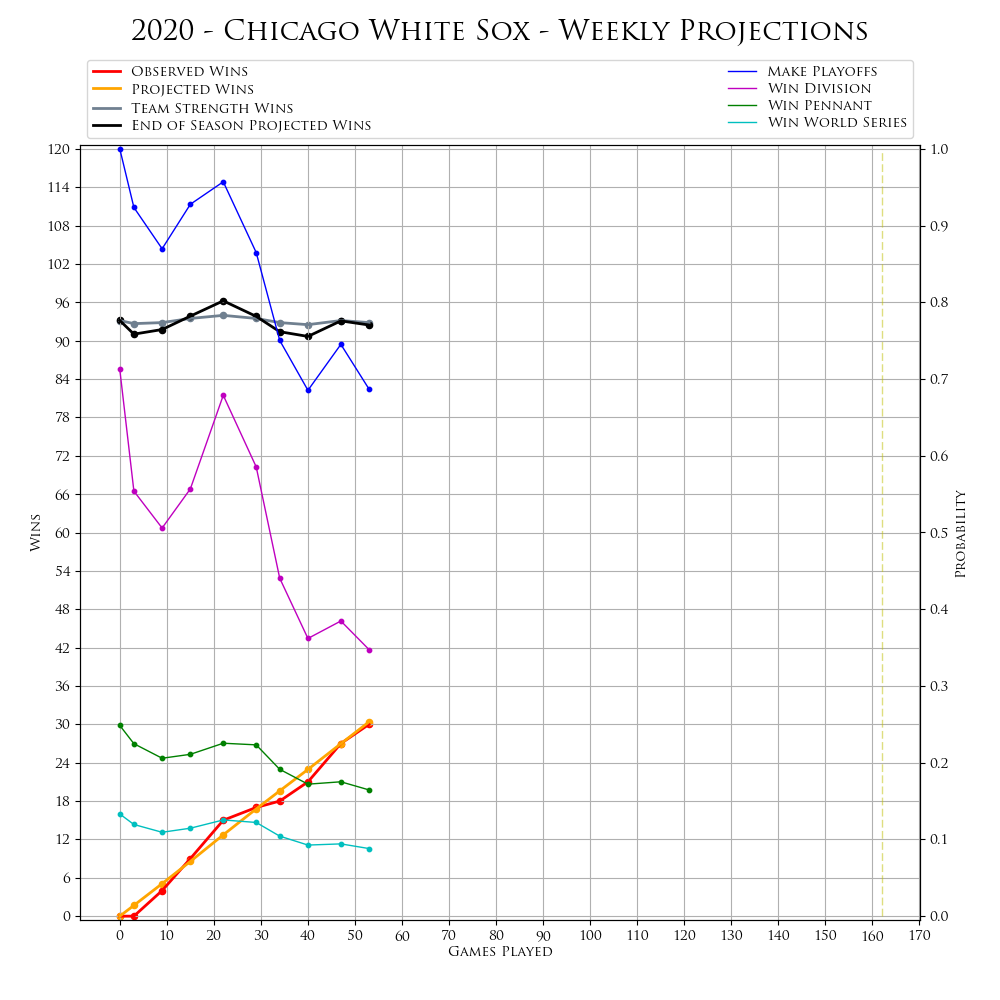 2020 - Chicago White Sox - Weekly Projections
Observed Wins
Projected Wins
Team Strength Wins
End of Season Projected Wins
Make Playoffs
Win Division
Win Pennant
Win World Series
120
114
108
102
96
90
84
78
72
66
60
54
48
42
36
30
24
18
12
6
0
Wins
1.0
0.9
0.8
0.7
0.6
0.5
0.4
0.3
0.2
0.1
0.0
Probability
0 10 20 30 40 50 60 70 80 90 100 110 120 130 140 150 160 170
Games Played